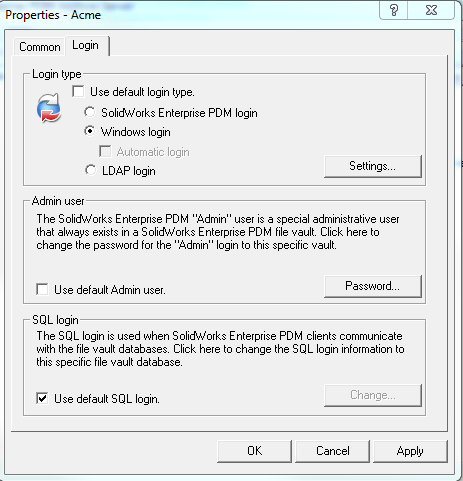 Properties - Acme
Common
Login
Login type
Use default login type.
SolidWorks Enterprise PDM login
Windows login
Automatic login
LDAP login
Settings...
Admin user
The SolidWorks Enterprise PDM "Admin" user is a special administrative user
that always exists in a SolidWorks Enterprise PDM file vault. Click here to
change the password for the "Admin" login to this specific vault.
Use default Admin user.
Password...
SQL login
The SQL login is used when SolidWorks Enterprise PDM clients communicate
with the file vault databases. Click here to change the SQL login information to
this specific file vault database.
Use default SQL login.
Change...
OK
Cancel
Apply